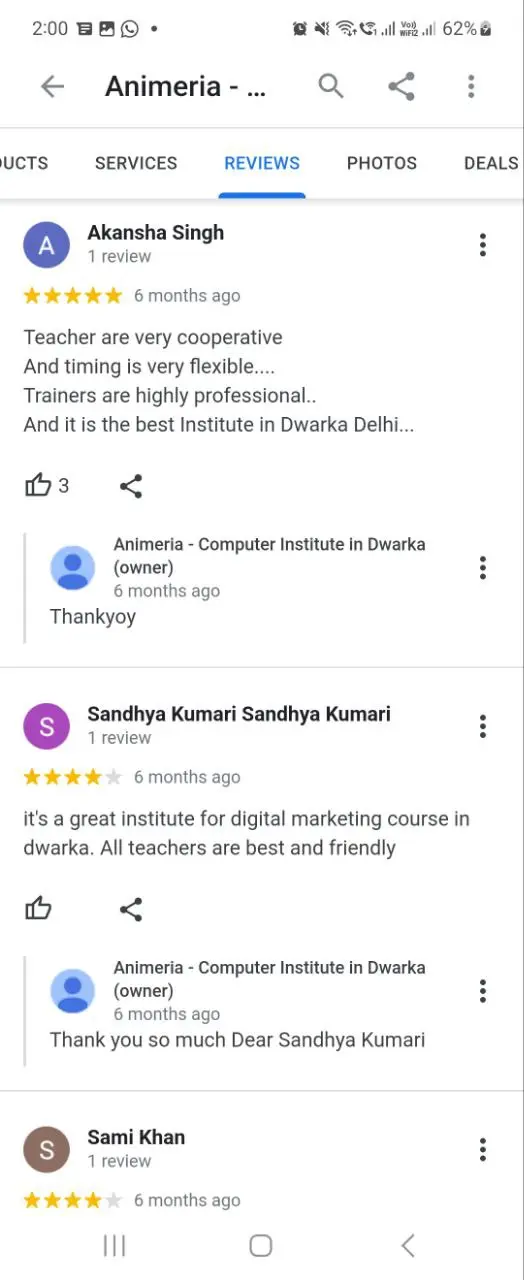 2:00
Vo))
WiFi2
62%
Animeria - ...
UCTS SERVICES REVIEWS PHOTOS DEALS
A
Akansha Singh
1 review
6 months ago
Teacher are very cooperative
And timing is very flexible....
Trainers are highly professional..
And it is the best Institute in Dwarka Delhi...
3
Animeria - Computer Institute in Dwarka
(owner)
6 months ago
Thankyoy
S
Sandhya Kumari Sandhya Kumari
1 review
6 months ago
it's a great institute for digital marketing course in
dwarka. All teachers are best and friendly
Animeria - Computer Institute in Dwarka
(owner)
6 months ago
Thank you so much Dear Sandhya Kumari
S
Sami Khan
1 review
6 months ago